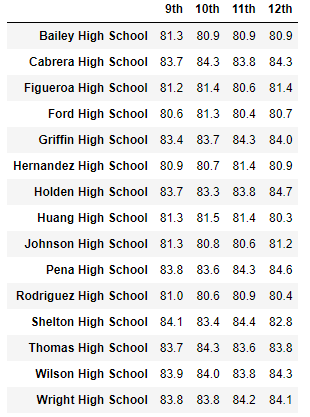 9th 10th 11th 12th
Bailey High School 81.3 80.9 80.9 80.9
Cabrera High School 83.7 84.3 83.8 84.3
Figueroa High School 81.2 81.4 80.6 81.4
Ford High School 80.6 81.3 80.4 80.7
Griffin High School 83.4 83.7 84.3 84.0
Hernandez High School 80.9 80.7 81.4 80.9
Holden High School 83.7 83.3 83.8 84.7
Huang High School 81.3 81.5 81.4 80.3
Johnson High School 81.3 80.8 80.6 81.2
Pena High School 83.8 83.6 84.3 84.6
Rodriguez High School 81.0 80.6 80.9 80.4
Shelton High School 84.1 83.4 84.4 82.8
Thomas High School 83.7 84.3 83.6 83.8
Wilson High School 83.9 84.0 83.8 84.3
Wright High School 83.8 83.8 84.2 84.1